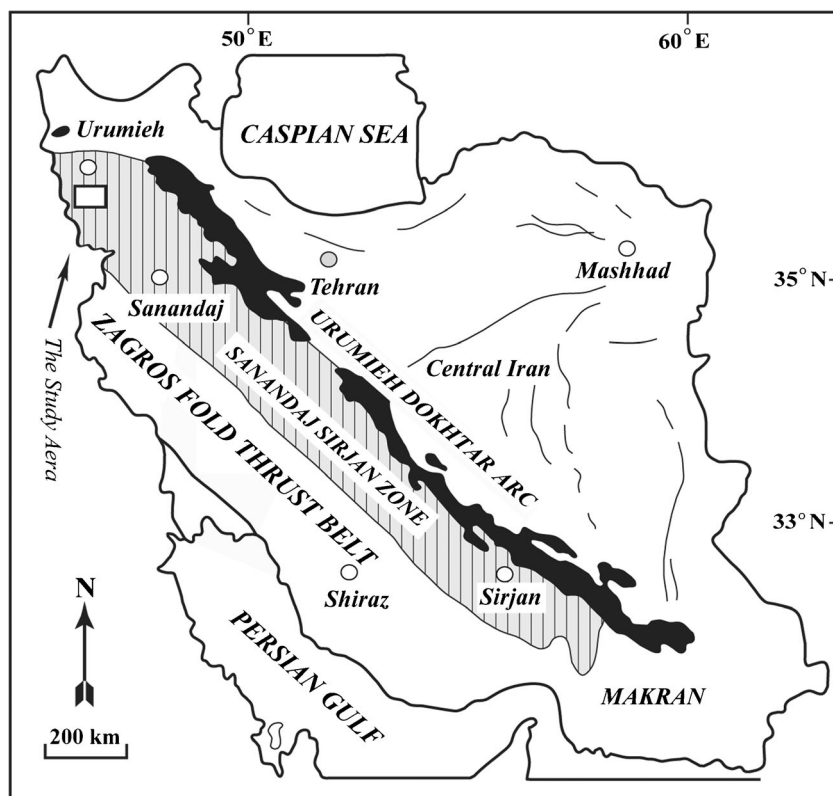 50°E
60°E
Urumieh
CASPIAN SEA
Mashhad
35°N
Tehran
Sanandaj
The Study Aera
URUMIEH DOKHTAR ARC
Central Iran
SANANDAJ SIRJAN ZONE
ZAGROS FOLD THRUST BELT
33°N
Shiraz
Sirjan
N
PERSIAN GULF
MAKRAN
200 km